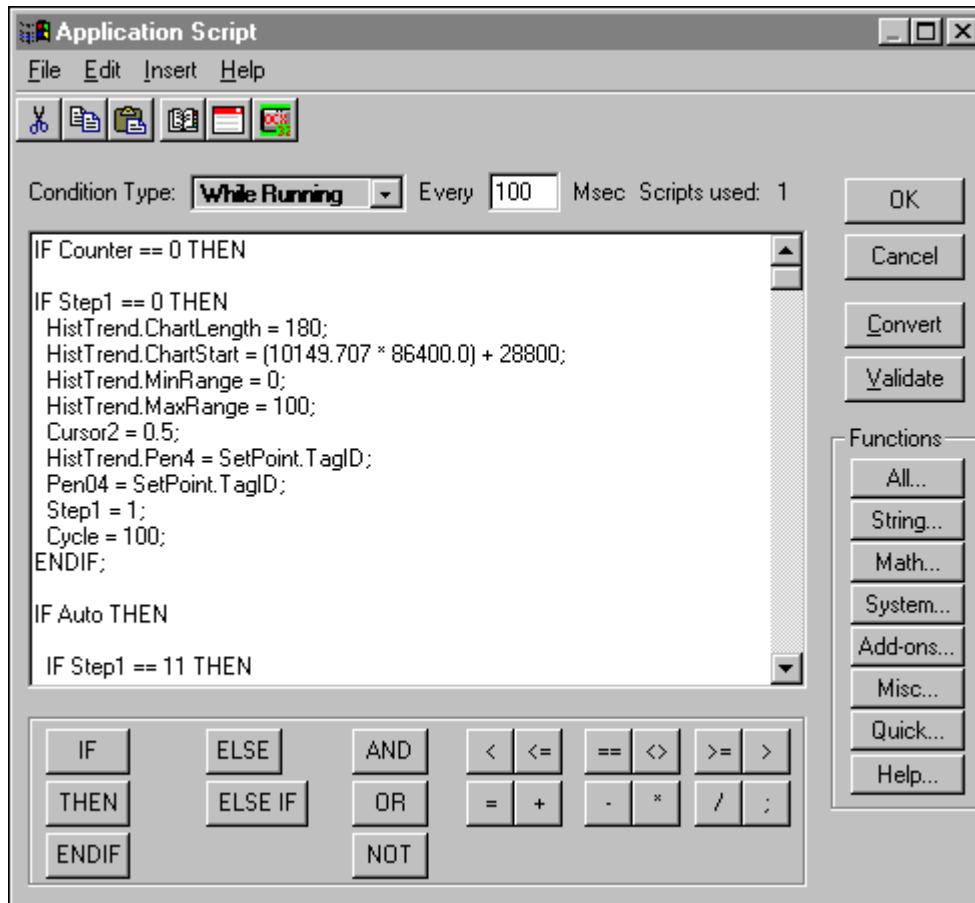 Application Script
File Edit Insert Help
Condition Type: While Running Every 100 Msec Scripts used: 1
OK
Cancel
Convert
Validate
IF Counter == 0 THEN
IF Step1 == 0 THEN
HistTrend.ChartLength = 180;
HistTrend.ChartStart = (10149.707 * 86400.0) + 28800;
HistTrend.MinRange = 0;
HistTrend.MaxRange = 100;
Cursor2 = 0.5;
HistTrend.Pen4 = SetPoint.TagID;
Pen04 = SetPoint.TagID;
Step1 = 1;
Cycle = 100;
ENDIF;
IF Auto THEN
IF Step1 == 11 THEN
Functions
All...
String...
Math...
System...
Add-ons...
Misc...
Quick...
Help...
IF ELSE AND < <= == <> >= >
THEN ELSE IF OR = + - * / ;
ENDIF NOT